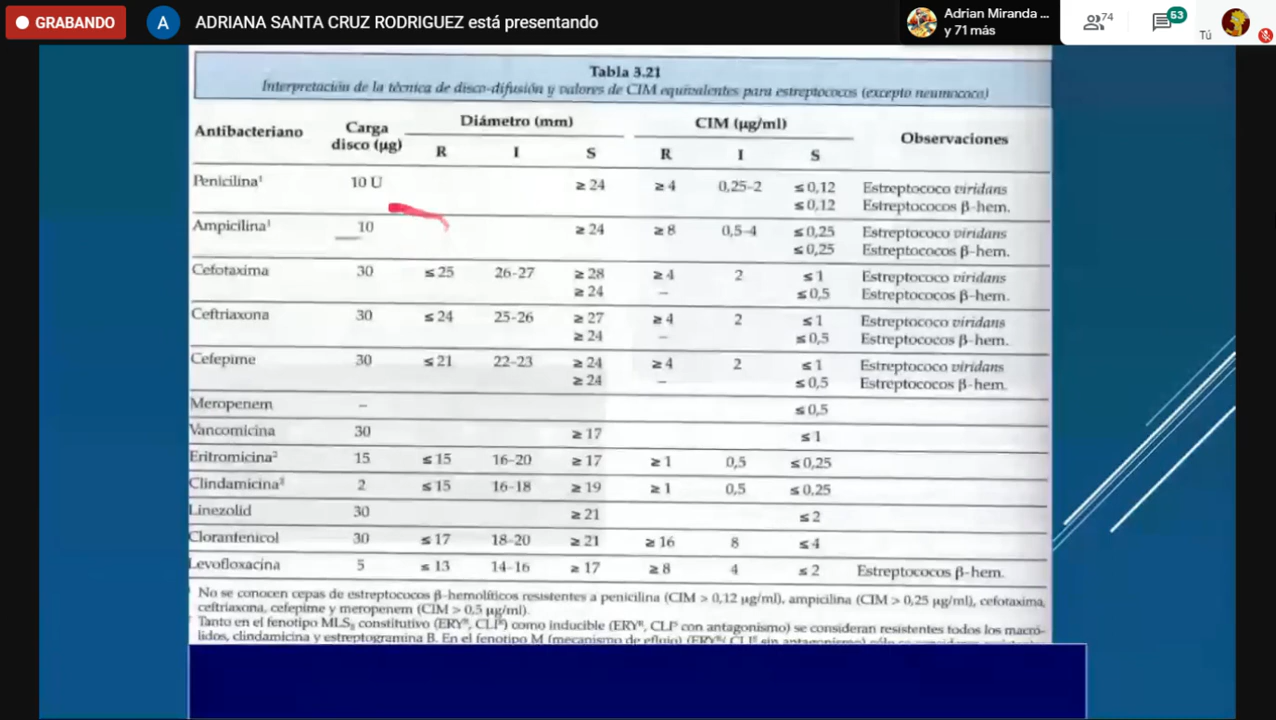 GRABANDO
A
ADRIANA SANTA CRUZ RODRIGUEZ está presentando
Adrian Miranda ...
y 71 más
74
53
Tú
Tabla 3.21
Interpretación de la técnica de disco-difusión y valores de CIM equivalentes para estreptococos (excepto neumococo)
Antibacteriano Carga disco (µg) Diámetro (mm) CIM (µg/ml) Observaciones
R I S R I S
Penicilina¹ 10 U ≥ 24 ≥ 4 0,25-2 ≤ 0,12 Estreptococo viridans
≤ 0,12 Estreptococos β-hem.
Ampicilina¹ 10 ≥ 24 ≥ 8 0,5-4 ≤ 0,25 Estreptococo viridans
≤ 0,25 Estreptococos β-hem.
Cefotaxima 30 ≤ 25 26-27 ≥ 28 ≥ 4 2 ≤ 1 Estreptococo viridans
≥ 24 – ≤ 0,5 Estreptococos β-hem.
Ceftriaxona 30 ≤ 24 25-26 ≥ 27 ≥ 4 2 ≤ 1 Estreptococo viridans
≥ 24 – ≤ 0,5 Estreptococos β-hem.
Cefepime 30 ≤ 21 22-23 ≥ 24 ≥ 4 2 ≤ 1 Estreptococo viridans
≥ 24 – ≤ 0,5 Estreptococos β-hem.
Meropenem – ≤ 0,5
Vancomicina 30 ≥ 17 ≤ 1
Eritromicina² 15 ≤ 15 16-20 ≥ 17 ≥ 1 0,5 ≤ 0,25
Clindamicina² 2 ≤ 15 16-18 ≥ 19 ≥ 1 0,5 ≤ 0,25
Linezolid 30 ≥ 21 ≤ 2
Cloranfenicol 30 ≤ 17 18-20 ≥ 21 ≥ 16 8 ≤ 4
Levofloxacina 5 ≤ 13 14-16 ≥ 17 ≥ 8 4 ≤ 2 Estreptococos β-hem.
No se conocen cepas de estreptococos β-hemolíticos resistentes a penicilina (CIM > 0,12 µg/ml), ampicilina (CIM > 0,25 µg/ml), cefotaxima,
ceftriaxona, cefepime y meropenem (CIM > 0,5 µg/ml).
Tanto en el fenotipo MLS constitutivo (ERYᴿ, CLIᴿ) como inducible (ERYᴿ, CLI con antagonismo) se consideran resistentes todos los macró-
lidos, clindamicina y estreptogramina B. En el fenotipo M (mecanismo de eflujo)